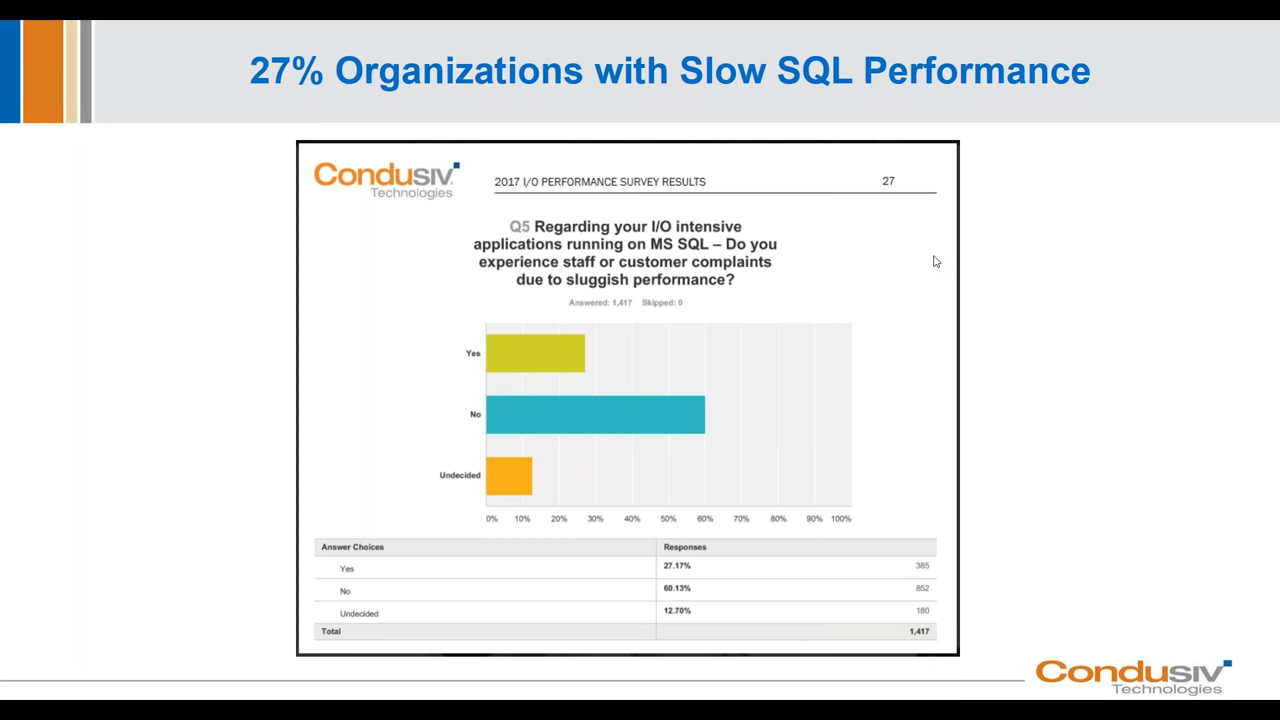 27% Organizations with Slow SQL Performance
Condusiv
Technologies
2017 I/O PERFORMANCE SURVEY RESULTS 27
Q5 Regarding your I/O intensive
applications running on MS SQL – Do you
experience staff or customer complaints
due to sluggish performance?
Answered: 1,417 Skipped: 0
Yes
No
Undecided
0% 10% 20% 30% 40% 50% 60% 70% 80% 90% 100%
Answer Choices Responses
Yes 27.17% 385
No 60.13% 852
Undecided 12.70% 180
Total 1,417
Condusiv
Technologies